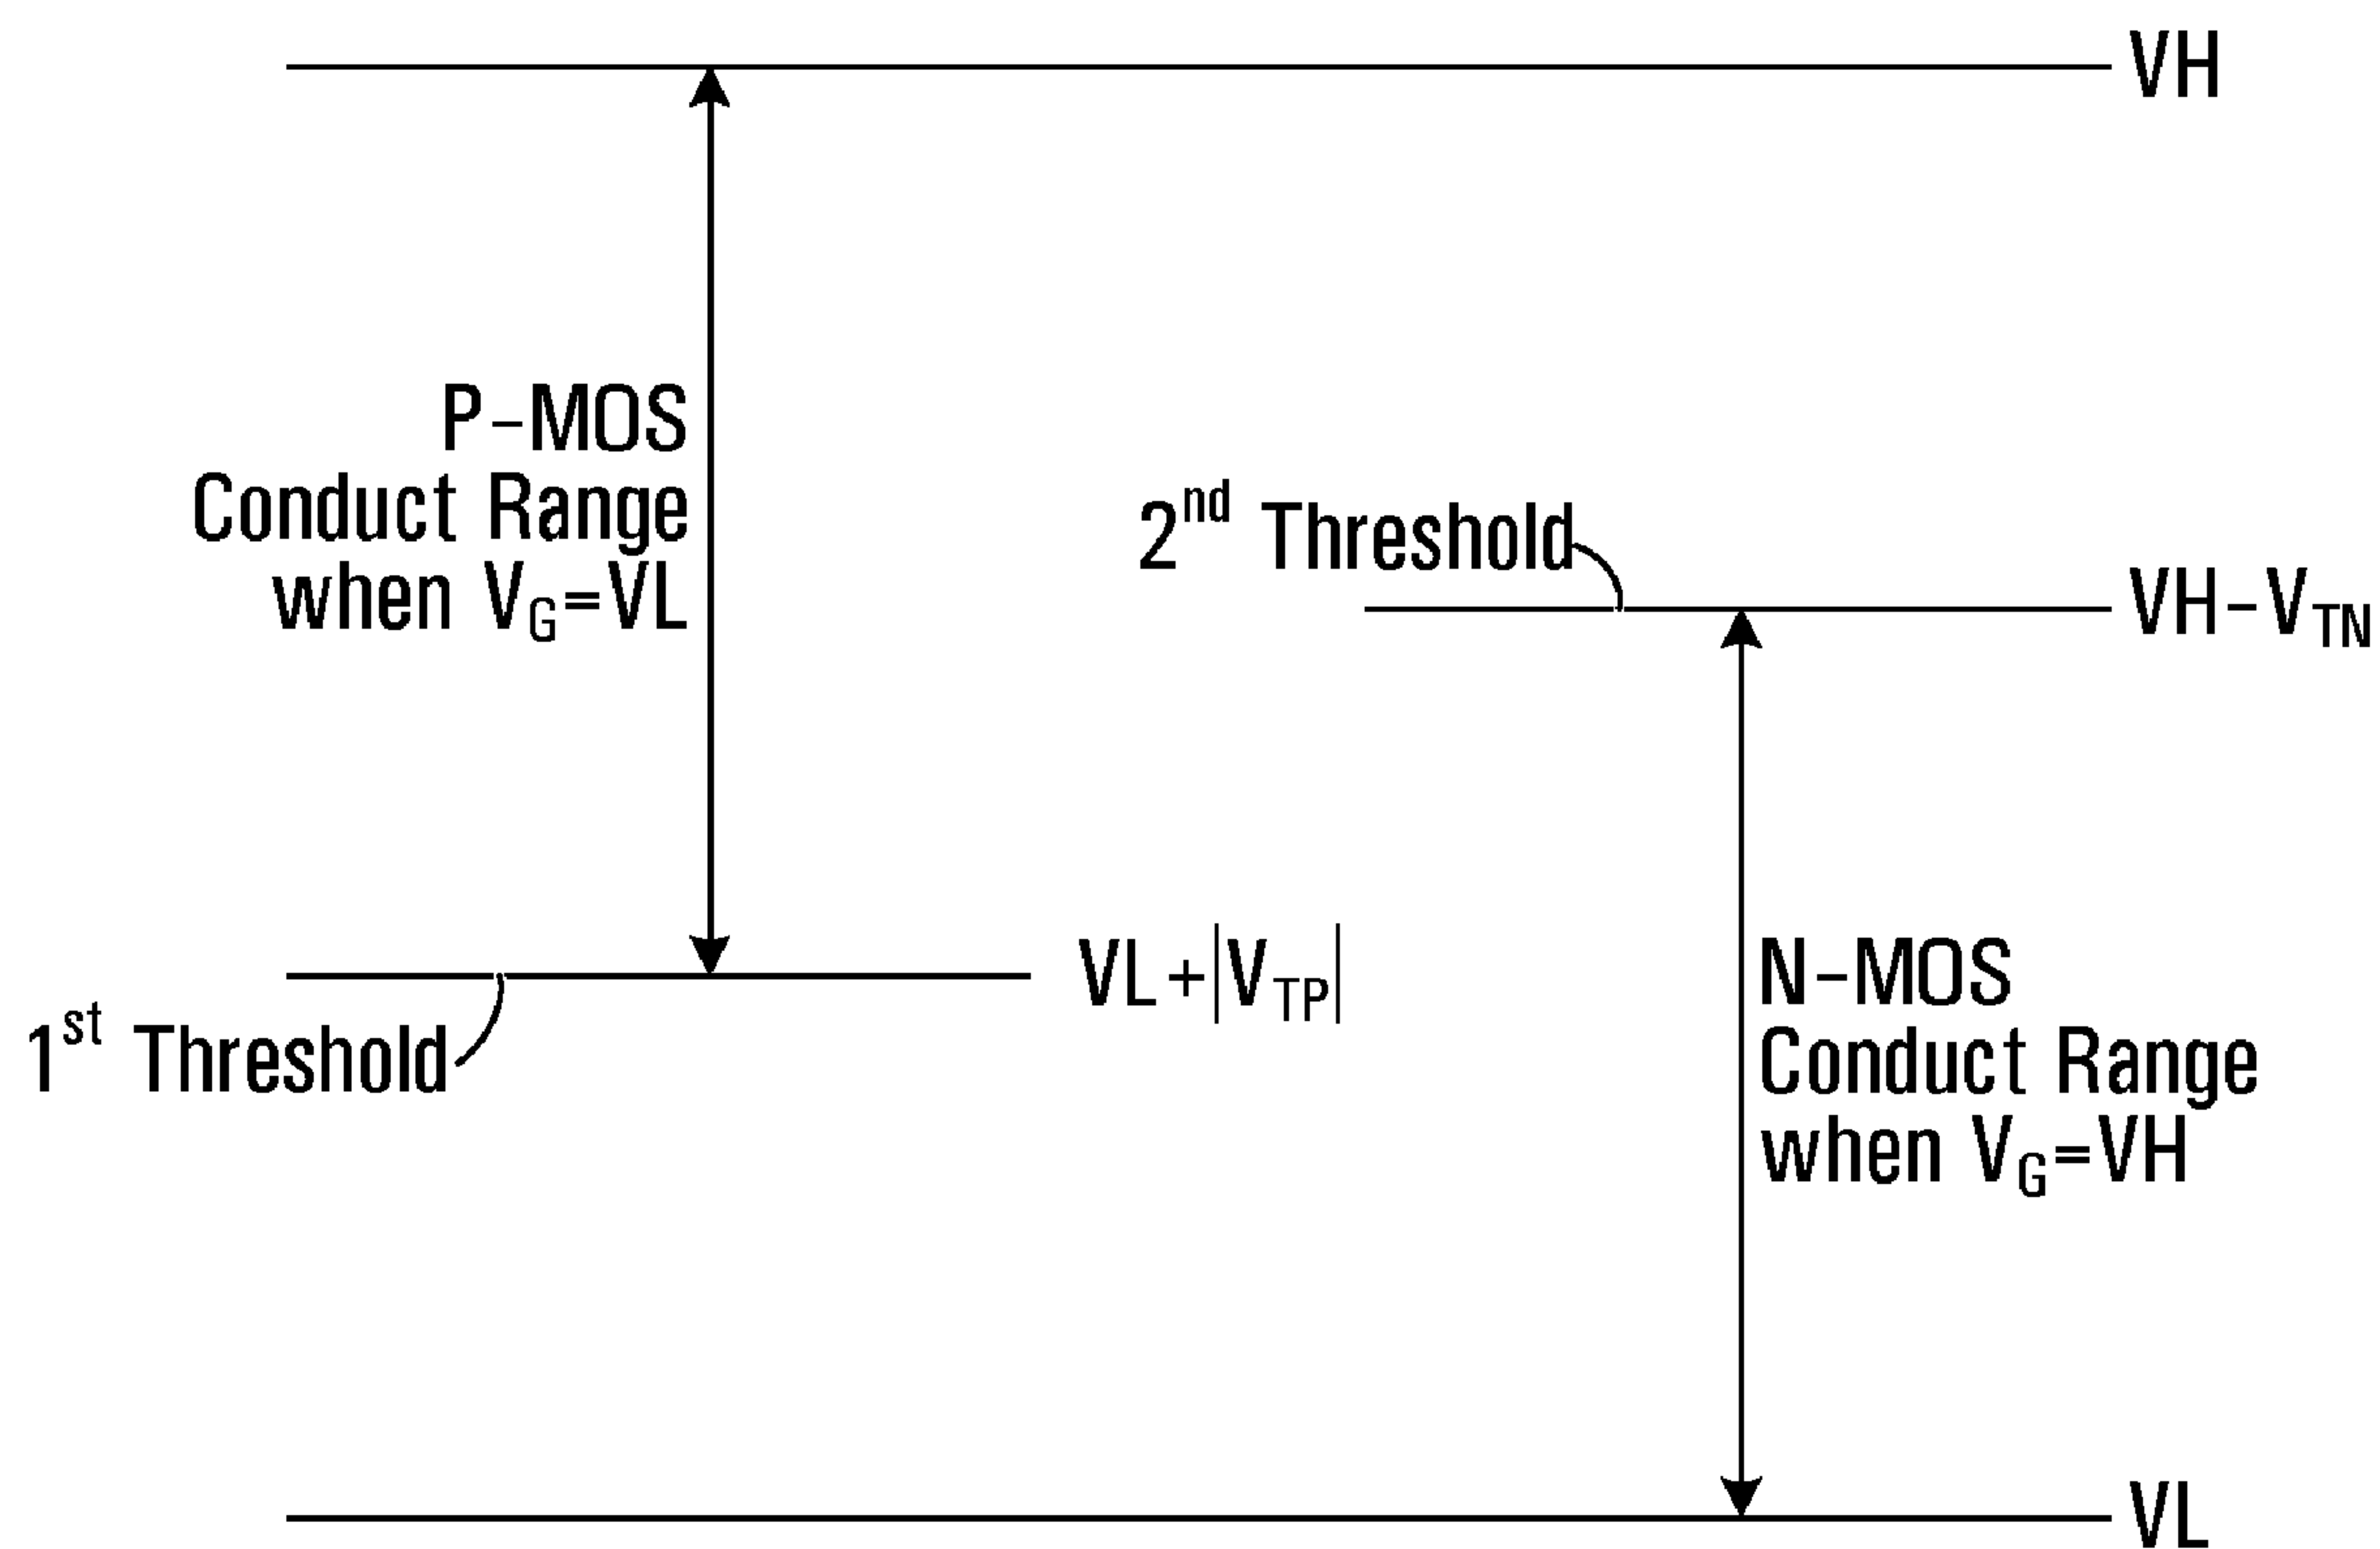 VH
P-MOS
Conduct Range
when VG=VL
2nd Threshold
VH-VTN
VL+|VTP|
1st Threshold
N-MOS
Conduct Range
when VG=VH
VL